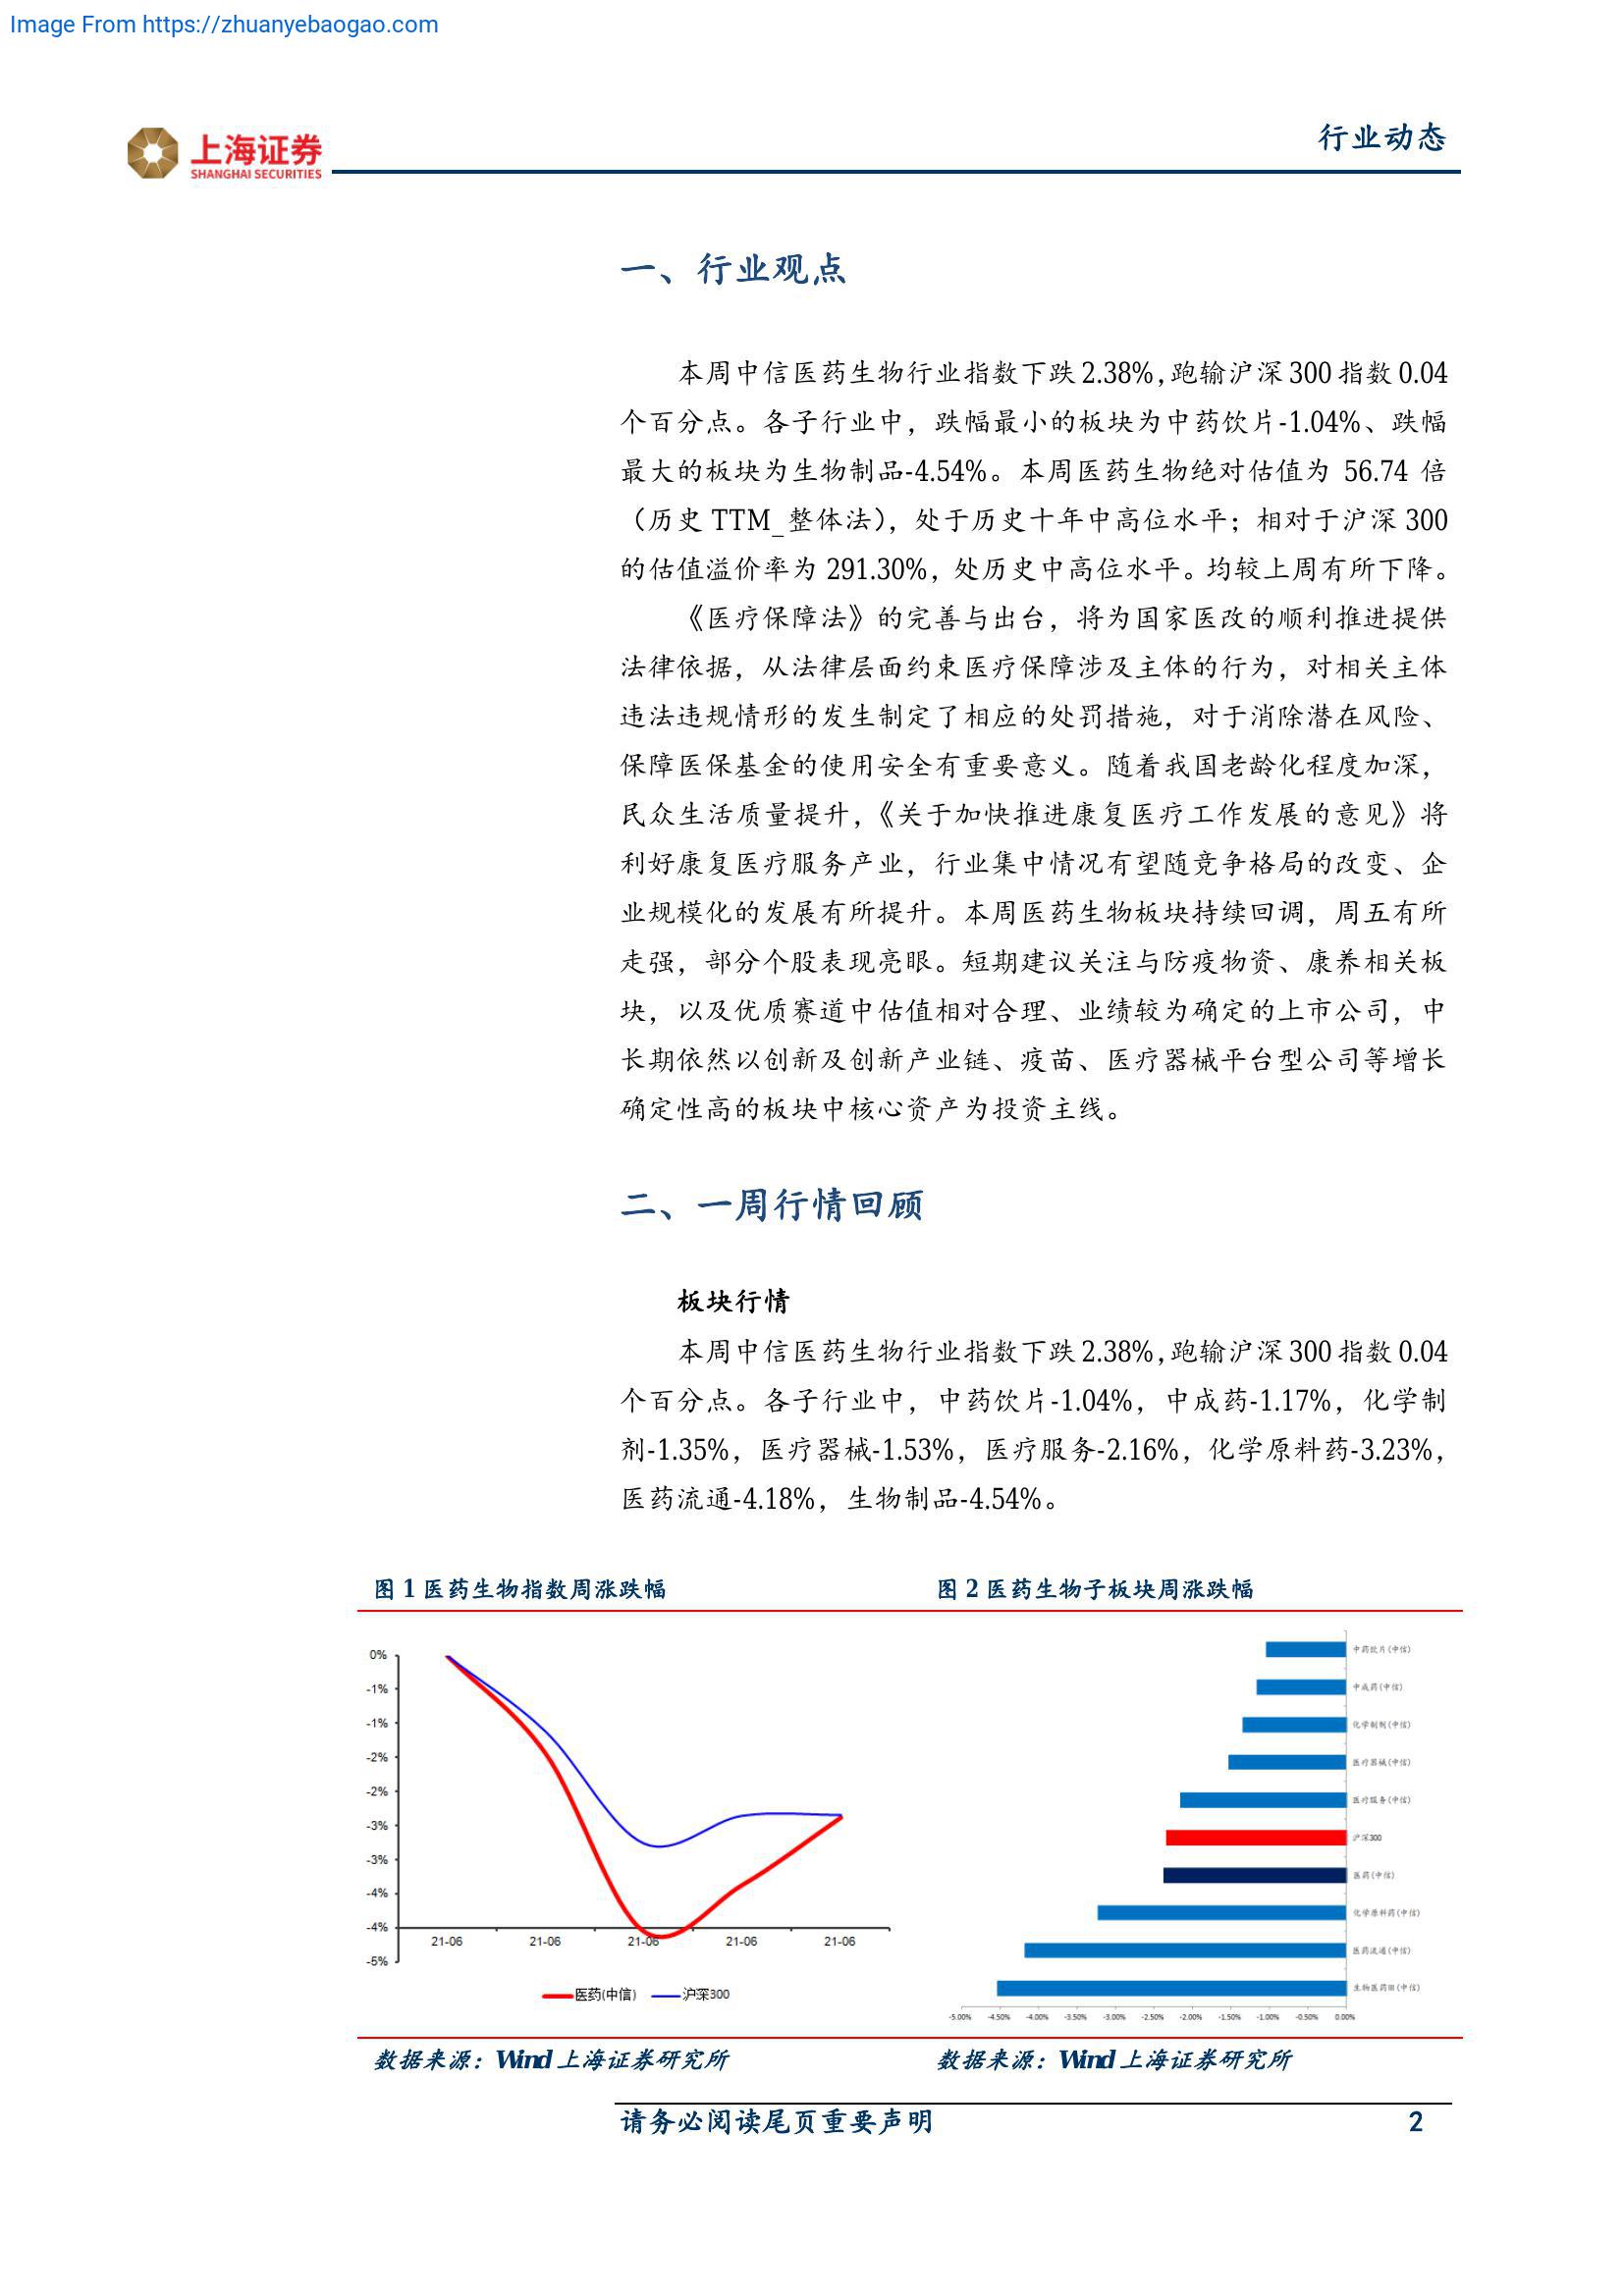 Image From https://zhuanyebaogao.com
上海证券
SHANGHAI SECURITIES
行业动态
一、行业观点
本周中信医药生物行业指数下跌2.38%,跑输沪深300指数0.04
个百分点。各子行业中，跌幅最小的板块为中药饮片-1.04%、跌幅
最大的板块为生物制品-4.54%。本周医药生物绝对估值为 56.74 倍
（历史 TTM_整体法），处于历史十年中高位水平；相对于沪深300
的估值溢价率为 291.30%，处历史中高位水平。均较上周有所下降。
《医疗保障法》的完善与出台，将为国家医改的顺利推进提供
法律依据，从法律层面约束医疗保障涉及主体的行为，对相关主体
违法违规情形的发生制定了相应的处罚措施，对于消除潜在风险、
保障医保基金的使用安全有重要意义。随着我国老龄化程度加深，
民众生活质量提升，《关于加快推进康复医疗工作发展的意见》将
利好康复医疗服务产业，行业集中情况有望随竞争格局的改变、企
业规模化的发展有所提升。本周医药生物板块持续回调，周五有所
走强，部分个股表现亮眼。短期建议关注与防疫物资、康养相关板
块，以及优质赛道中估值相对合理、业绩较为确定的上市公司，中
长期依然以创新及创新产业链、疫苗、医疗器械平台型公司等增长
确定性高的板块中核心资产为投资主线。
二、一周行情回顾
板块行情
本周中信医药生物行业指数下跌2.38%,跑输沪深300指数0.04
个百分点。各子行业中，中药饮片-1.04%，中成药-1.17%，化学制
剂-1.35%，医疗器械-1.53%，医疗服务-2.16%，化学原料药-3.23%，
医药流通-4.18%，生物制品-4.54%。
图 1 医药生物指数周涨跌幅
0%
-1%
-1%
-2%
-2%
-3%
-3%
-4%
-4%
-5%
21-06 21-06 21-06 21-06 21-06
医药(中信) 沪深300
数据来源：Wind 上海证券研究所
图 2 医药生物子板块周涨跌幅
中药饮片(中信)
中成药(中信)
化学制剂(中信)
医疗器械(中信)
医疗服务(中信)
沪深300
医药(中信)
化学原料药(中信)
医药流通(中信)
生物医药Ⅲ(中信)
-5.00% -4.50% -4.00% -3.50% -3.00% -2.50% -2.00% -1.50% -1.00% -0.50% 0.00%
数据来源：Wind 上海证券研究所
请务必阅读尾页重要声明
2